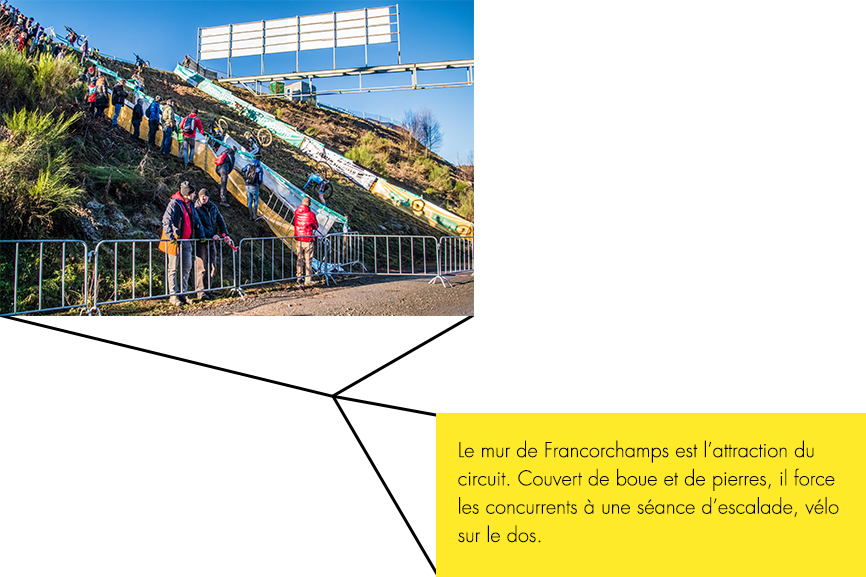 Le mur de Francorchamps est l’attraction du
circuit. Couvert de boue et de pierres, il force
les concurrents à une séance d’escalade, vélo
sur le dos.